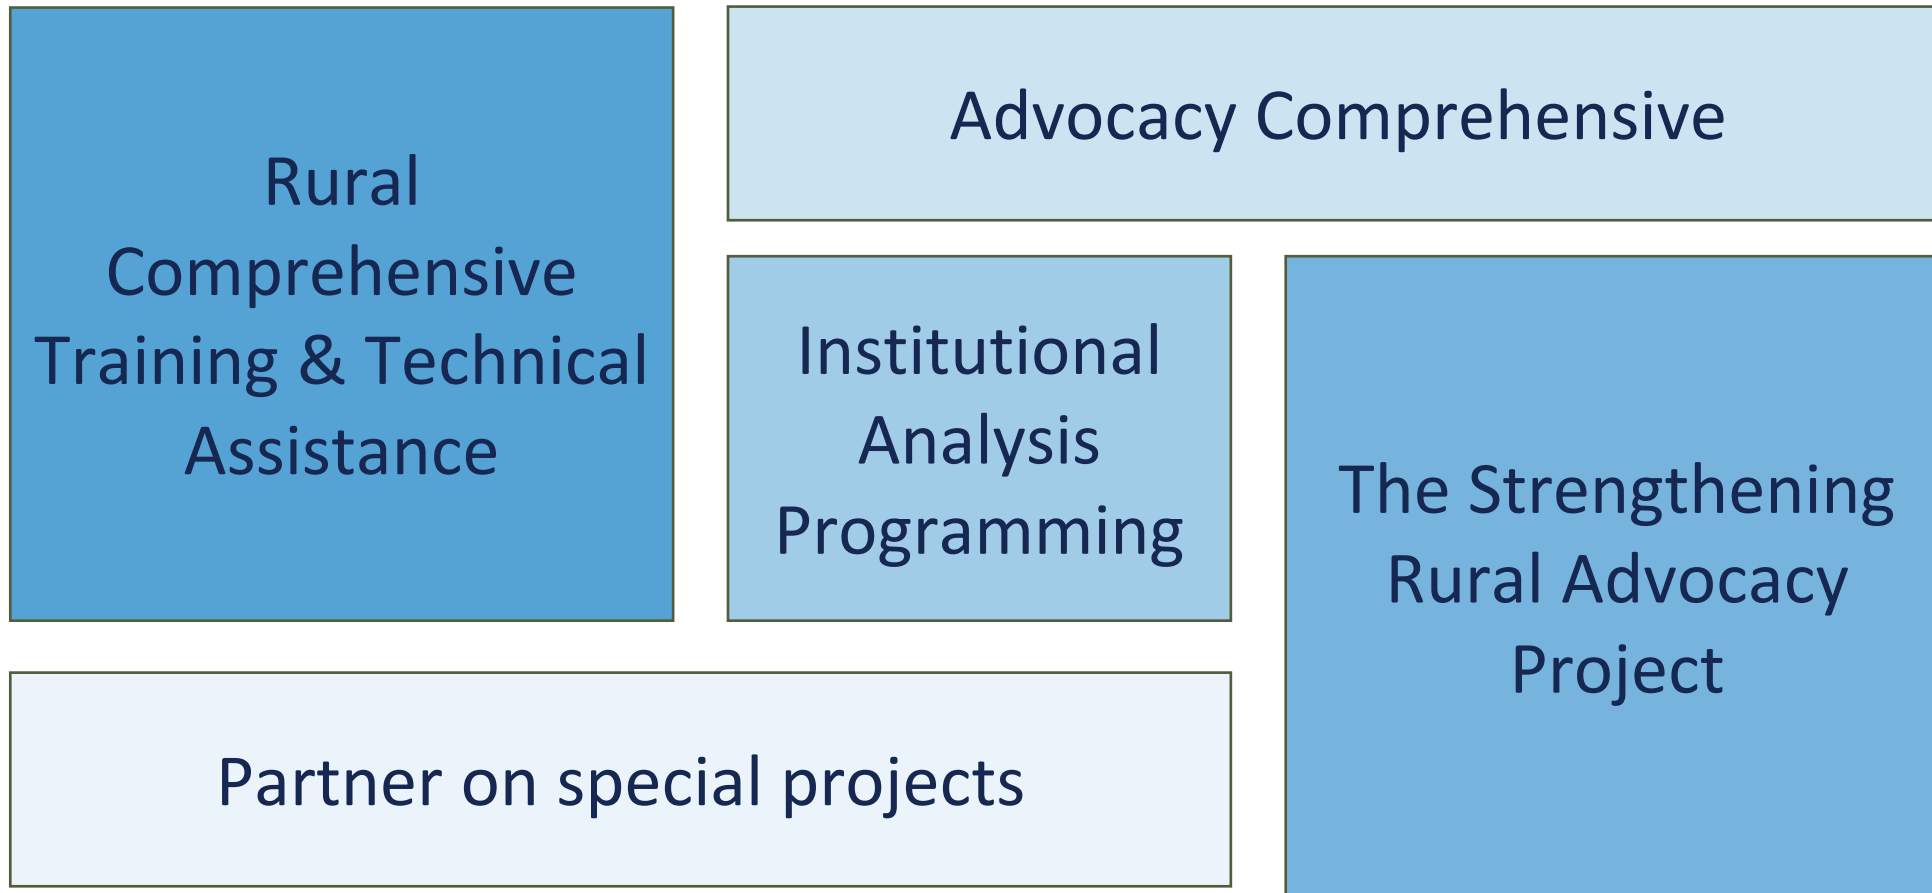 Rural
Comprehensive
Training & Technical
Assistance
Advocacy Comprehensive
Institutional
Analysis
Programming
The Strengthening
Rural Advocacy
Project
Partner on special projects